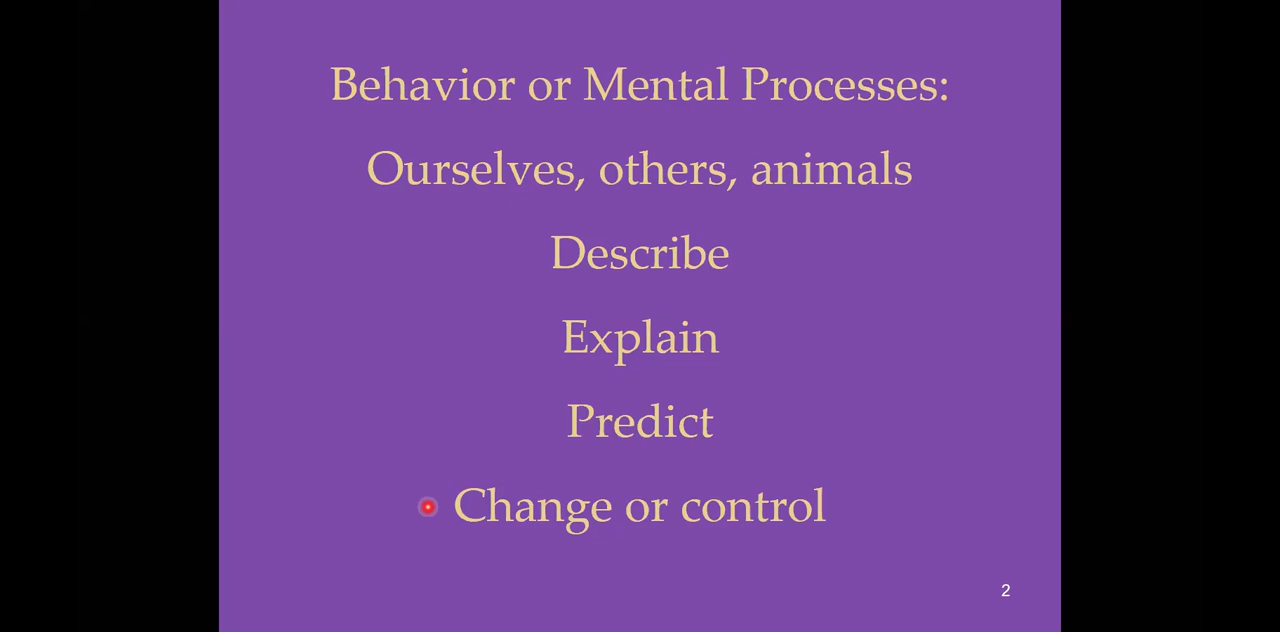 Behavior or Mental Processes:
Ourselves, others, animals
Describe
Explain
Predict
Change or control
2